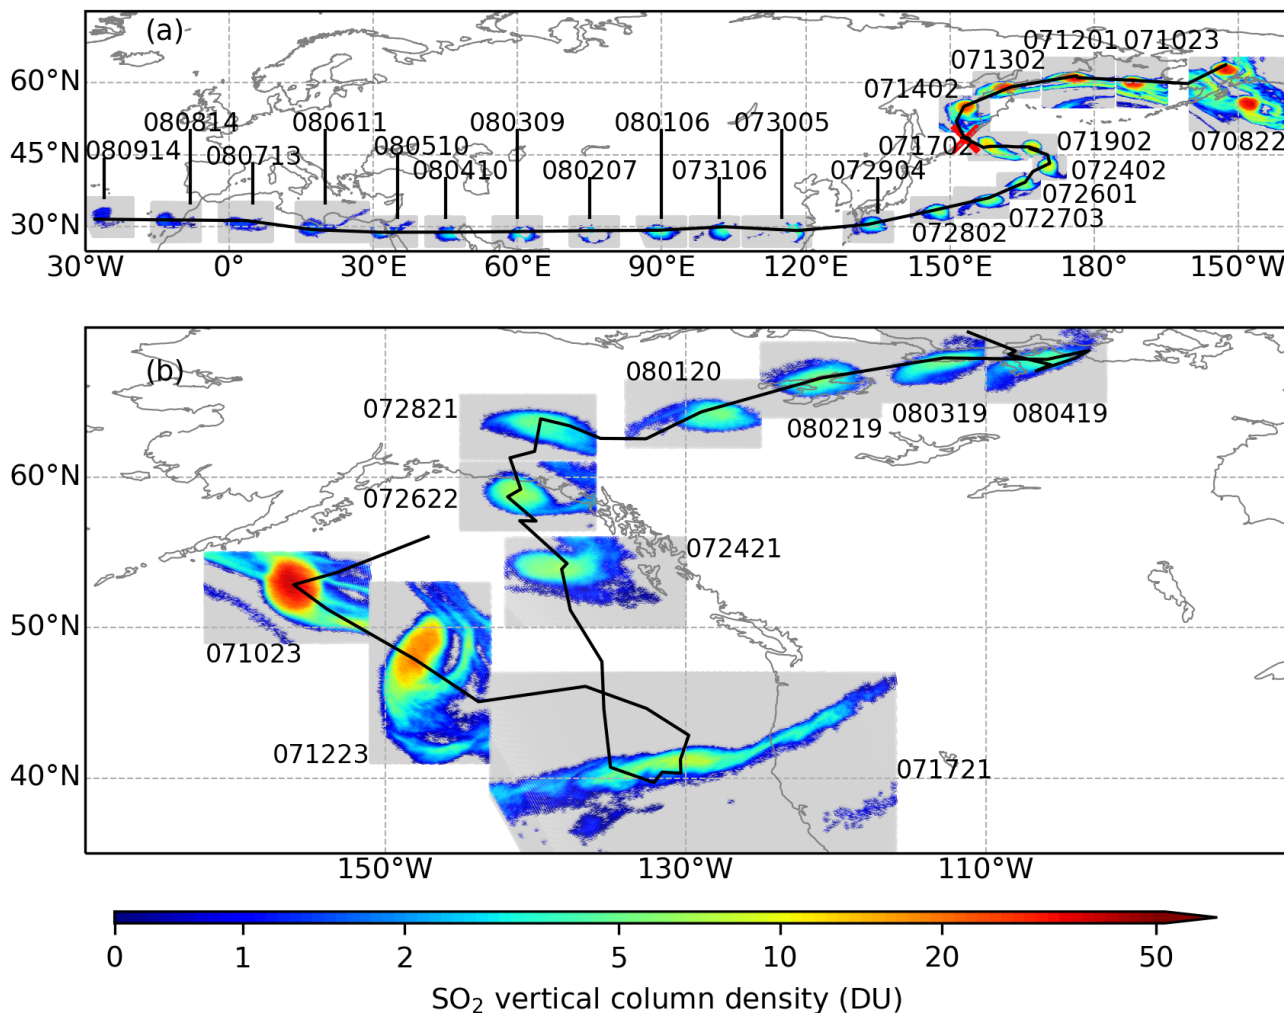 (a)
071201 071023
071302
071402
080814 080611 080309 080106 073005
080914 080713 080510 071702 071902 070822
080410 080207 073106 072904 072402
072601
072703
072802
60°N
45°N
30°N
30°W 0° 30°E 60°E 90°E 120°E 150°E 180° 150°W
(b)
080120
072821
080219 080319 080419
072622
072421
071023
071223
071721
60°N
50°N
40°N
150°W 130°W 110°W
0 1 2 5 10 20 50
SO₂ vertical column density (DU)